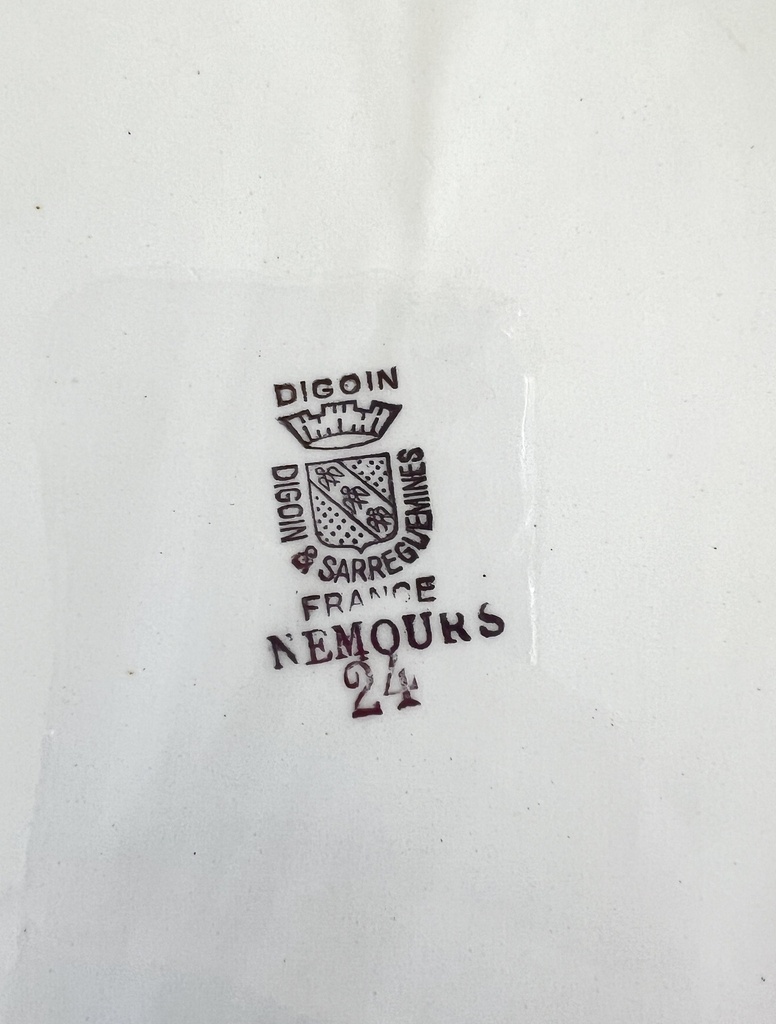 DIGOIN
DIGOIN & SARREGUEMINES
FRANCE
NEMOURS
24